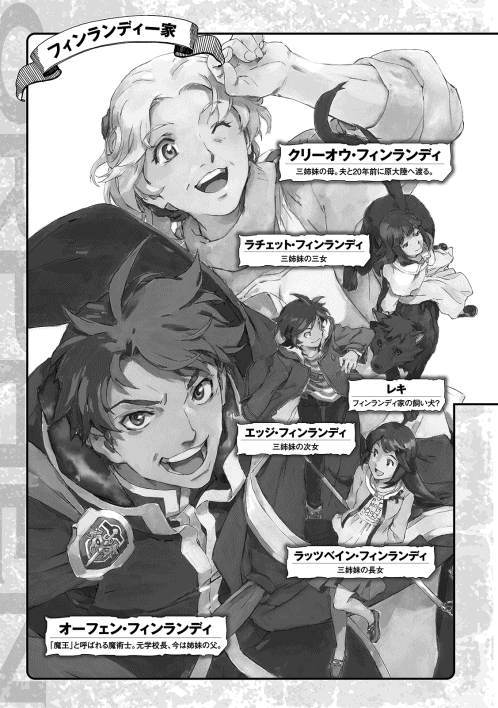 フィンランディ一家
クリーオウ・フィンランディ
三姉妹の母。夫と20年前に原大陸へ渡る。
ラチェット・フィンランディ
三姉妹の三女
レキ
フィンランディ家の飼い犬?
エッジ・フィンランディ
三姉妹の次女
ラッツベイン・フィンランディ
三姉妹の長女
オーフェン・フィンランディ
「魔王」と呼ばれる魔術士。元学校長、今は姉妹の父。